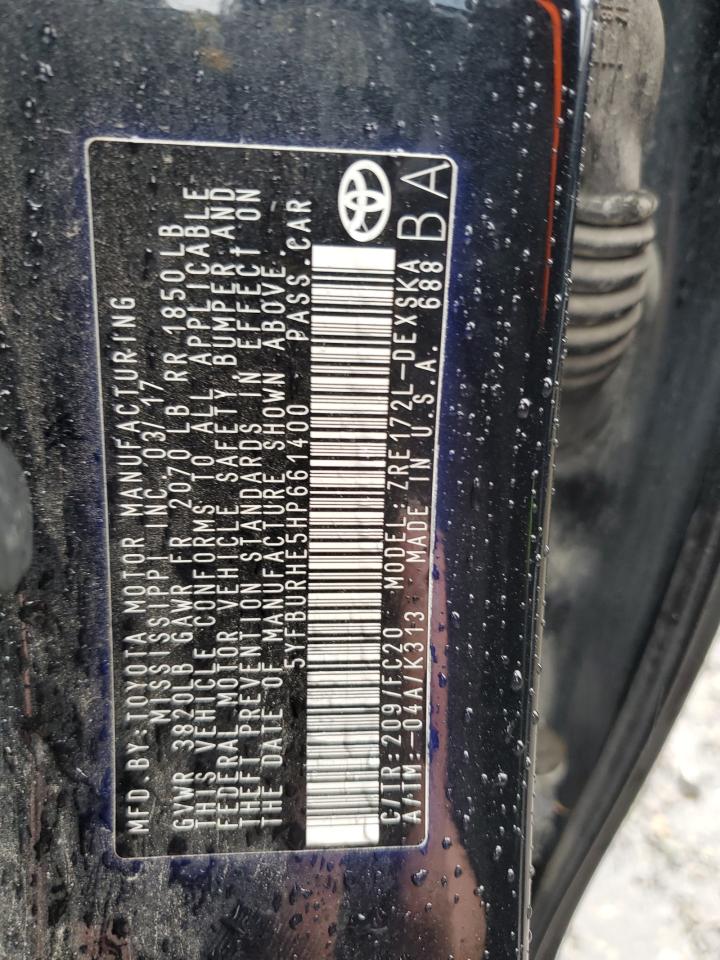 MFD.BY:TOYOTA MOTOR MANUFACTURING
MISSISSIPPI INC.03/17
GVWR 3820LB GAWR FR 2070LB RR 1850LB
THIS VEHICLE CONFORMS TO ALL APPLICABLE
FEDERAL MOTOR VEHICLE SAFETY, BUMPER, AND
THEFT PREVENTION STANDARDS IN EFFECT ON
THE DATE OF MANUFACTURE SHOWN ABOVE.
5YFBURHE5HP661400 PASS.CAR
C/TR:209/FC20 MODEL:ZRE172L-DEXSKA
A/TM:-04A/K313 MADE IN U.S.A. 688
BA